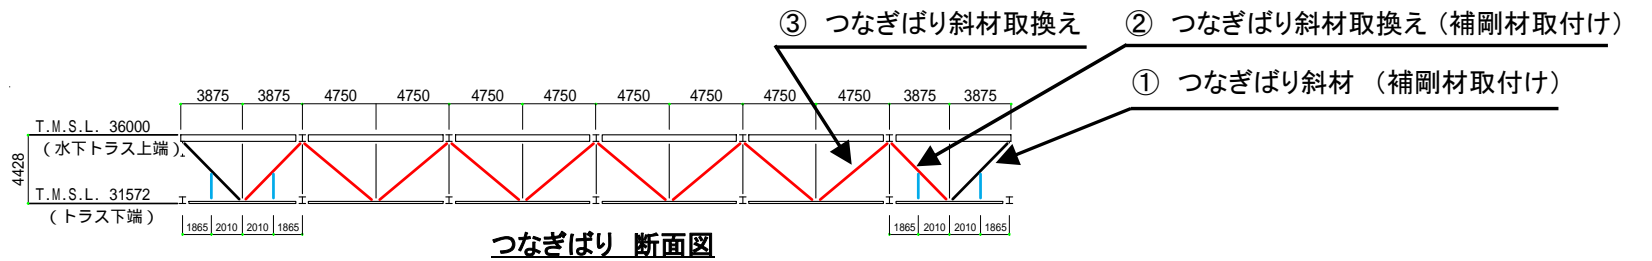 ③　つなぎばり斜材取換え
②　つなぎばり斜材取換え（補剛材取付け）
①　つなぎばり斜材　（補剛材取付け）
3875 3875 4750 4750 4750 4750 4750 4750 4750 4750 3875 3875
T.M.S.L. 36000
（水下トラス上端）
4428
T.M.S.L. 31572
（トラス下端）
1865 2010 2010 1865 1865 2010 2010 1865
つなぎばり　断面図